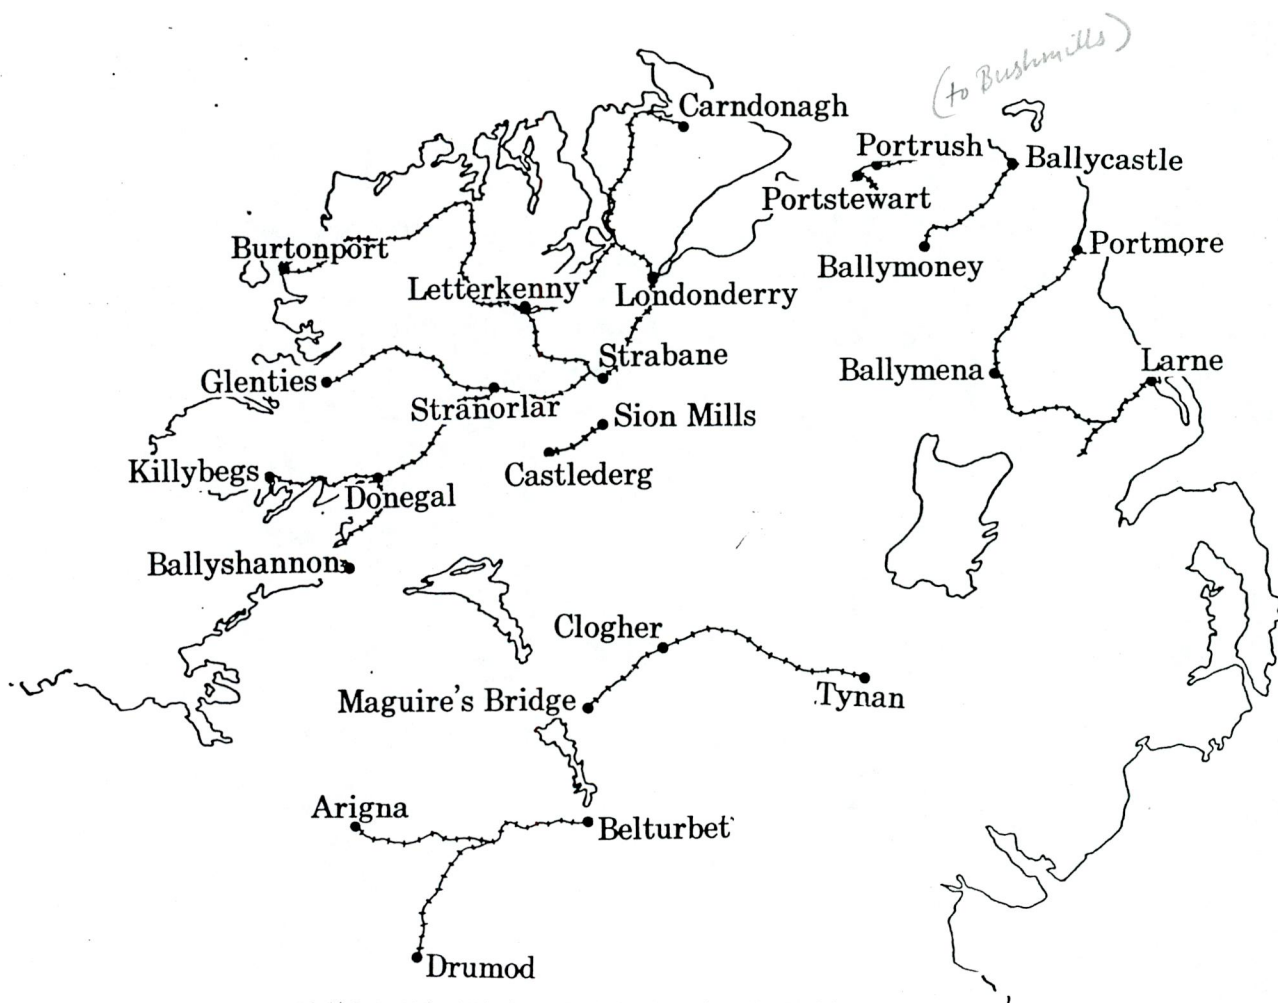 (to Bushmills)
Carndonagh
Portrush
Ballycastle
Portstewart
Burtonport
Ballymoney
Portmore
Letterkenny
Londonderry
Strabane
Ballymena
Larne
Glenties
Stranorlar
Sion Mills
Killybegs
Castlederg
Donegal
Ballyshannon
Clogher
Maguire's Bridge
Tynan
Arigna
Belturbet
Drumod